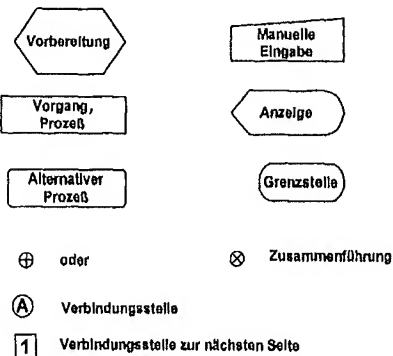 Vorbereitung
Manuelle
Eingabe
Vorgang,
Prozeß
Anzeige
Alternativer
Prozeß
Grenzstelle
oder
Zusammenführung
A Verbindungsstelle
1 Verbindungsstelle zur nächsten Seite